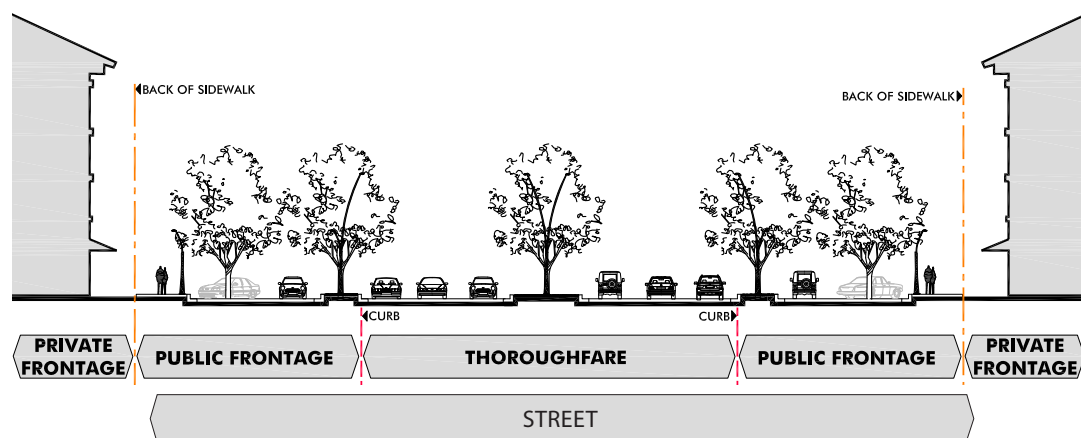 ◀BACK OF SIDEWALK
BACK OF SIDEWALK▶
◀CURB
CURB▶
PRIVATE
FRONTAGE
PUBLIC FRONTAGE
THOROUGHFARE
PUBLIC FRONTAGE
PRIVATE
FRONTAGE
STREET